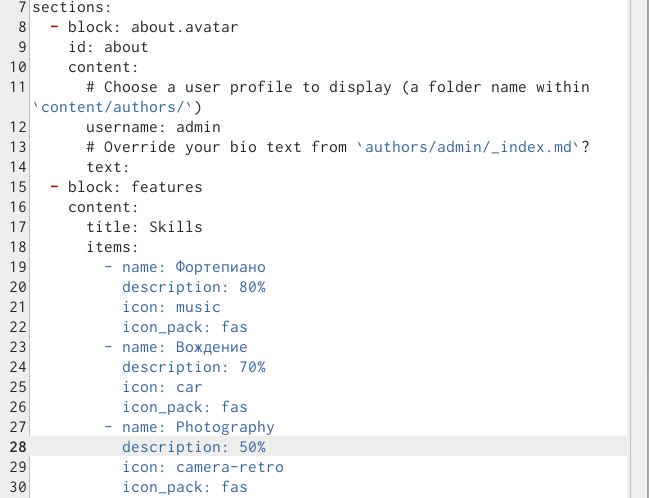 7 sections:
8   - block: about.avatar
9     id: about
10     content:
11       # Choose a user profile to display (a folder name within
`content/authors/`)
12       username: admin
13       # Override your bio text from `authors/admin/_index.md`?
14       text:
15   - block: features
16     content:
17       title: Skills
18       items:
19         - name: Фортепиано
20           description: 80%
21           icon: music
22           icon_pack: fas
23         - name: Вождение
24           description: 70%
25           icon: car
26           icon_pack: fas
27         - name: Photography
28           description: 50%
29           icon: camera-retro
30           icon_pack: fas